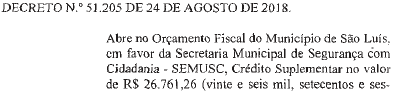 DECRETO N.º 51.205 DE 24 DE AGOSTO DE 2018.
Abre no Orçamento Fiscal do Município de São Luís,
em favor da Secretaria Municipal de Segurança com
Cidadania - SEMUSC, Crédito Suplementar no valor
de R$ 26.761,26 (vinte e seis mil, setecentos e ses-